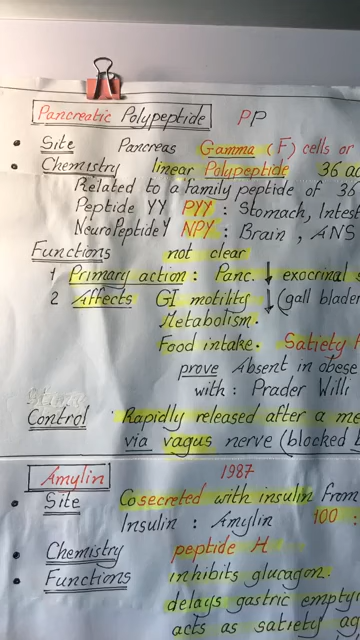 Pancreatic Polypeptide PP
• Site Pancreas Gamma (F) cells or
• Chemistry linear Polypeptide 36 a
Related to a family peptide of 36
Peptide YY PYY : Stomach, Intest
NeuroPeptide Y NPY : Brain, ANS
Functions not clear
1 Primary action : Panc. ↓ exocrinal s
2 Affects GI motility ↓ (gall blader
Metabolism.
Food intake. Satiety
prove Absent in obese
with : Prader Willi
Control Rapidly released after a me
via vagus nerve (blocked
Amylin 1987
• Site Cosecreted with insulin from
Insulin : Amylin 100 :
• Chemistry peptide H
• Functions inhibits glucagon.
delays gastric emptyi
acts as satiety ag